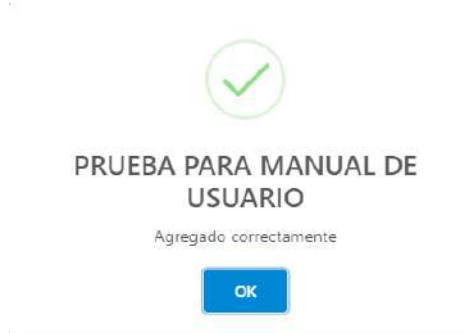 PRUEBA PARA MANUAL DE
USUARIO
Agregado correctamente
OK